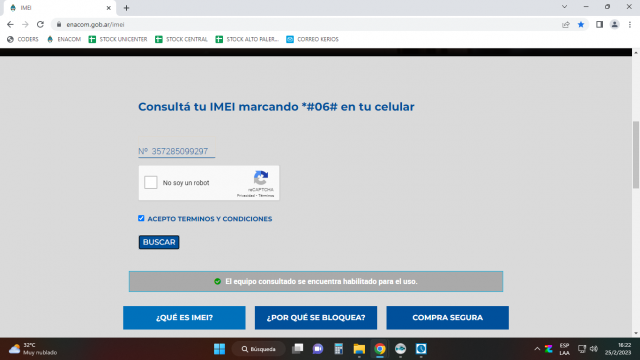 IMEI
enacom.gob.ar/imei
CODERS ENACOM STOCK UNICENTER STOCK CENTRAL STOCK ALTO PALER... CORREO KERIOS
Consultá tu IMEI marcando *#06# en tu celular
Nº 357285099297
No soy un robot
reCAPTCHA
Privacidad - Términos
ACEPTO TERMINOS Y CONDICIONES
BUSCAR
El equipo consultado se encuentra habilitado para el uso.
¿QUÉ ES IMEI? ¿POR QUÉ SE BLOQUEA? COMPRA SEGURA
32°C
Muy nublado
Búsqueda
ESP
LAA
16:22
25/2/2023